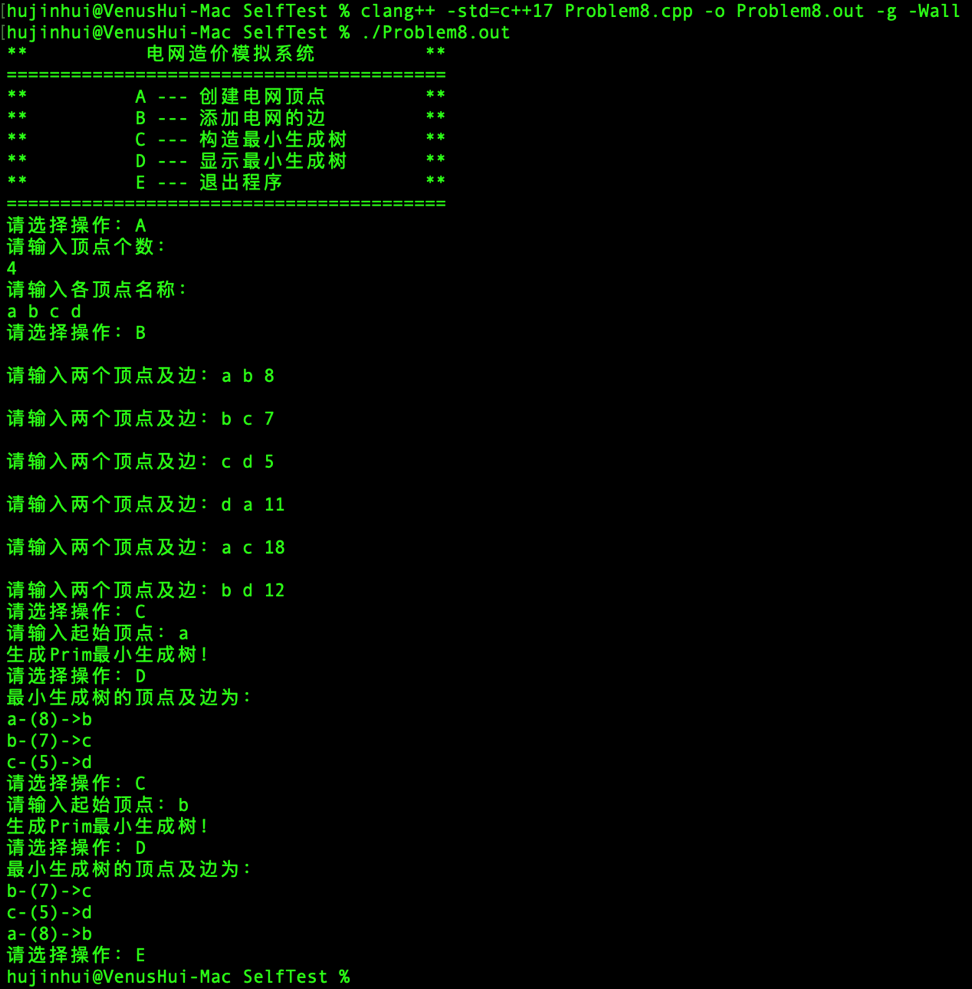 [hujinhui@VenusHui-Mac SelfTest % clang++ -std=c++17 Problem8.cpp -o Problem8.out -g -Wall
[hujinhui@VenusHui-Mac SelfTest % ./Problem8.out
**           电网造价模拟系统          **
=========================================
**          A --- 创建电网顶点         **
**          B --- 添加电网的边         **
**          C --- 构造最小生成树       **
**          D --- 显示最小生成树       **
**          E --- 退出程序             **
=========================================
请选择操作: A
请输入顶点个数:
4
请输入各顶点名称:
a b c d
请选择操作: B
请输入两个顶点及边: a b 8
请输入两个顶点及边: b c 7
请输入两个顶点及边: c d 5
请输入两个顶点及边: d a 11
请输入两个顶点及边: a c 18
请输入两个顶点及边: b d 12
请选择操作: C
请输入起始顶点: a
生成Prim最小生成树!
请选择操作: D
最小生成树的顶点及边为:
a-(8)->b
b-(7)->c
c-(5)->d
请选择操作: C
请输入起始顶点: b
生成Prim最小生成树!
请选择操作: D
最小生成树的顶点及边为:
b-(7)->c
c-(5)->d
a-(8)->b
请选择操作: E
hujinhui@VenusHui-Mac SelfTest %